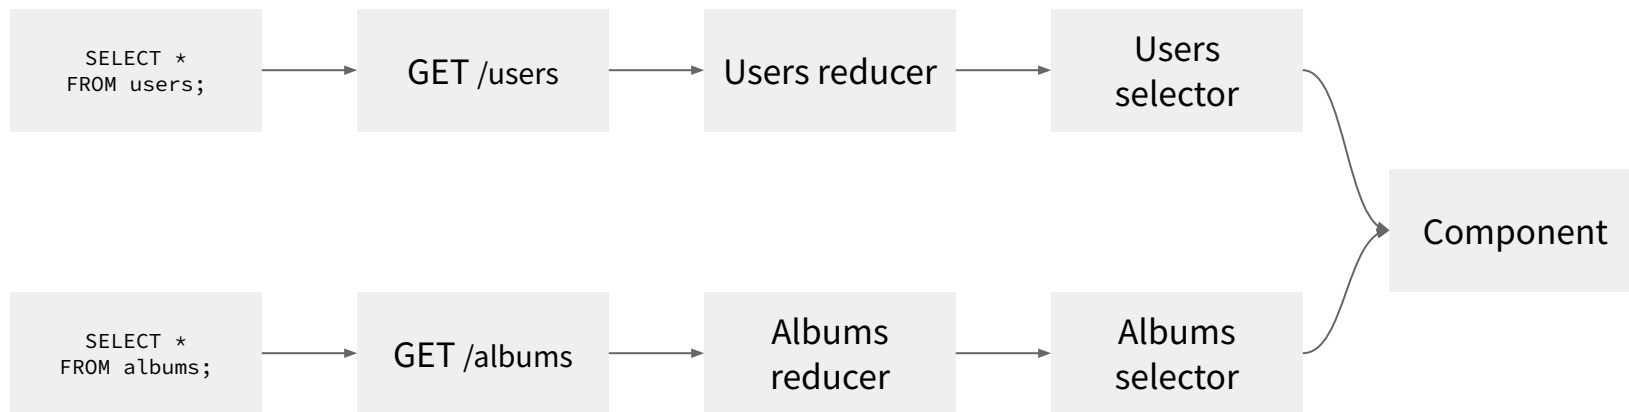 SELECT *
FROM users;
GET /users
Users reducer
Users
selector
Component
SELECT *
FROM albums;
GET /albums
Albums
reducer
Albums
selector